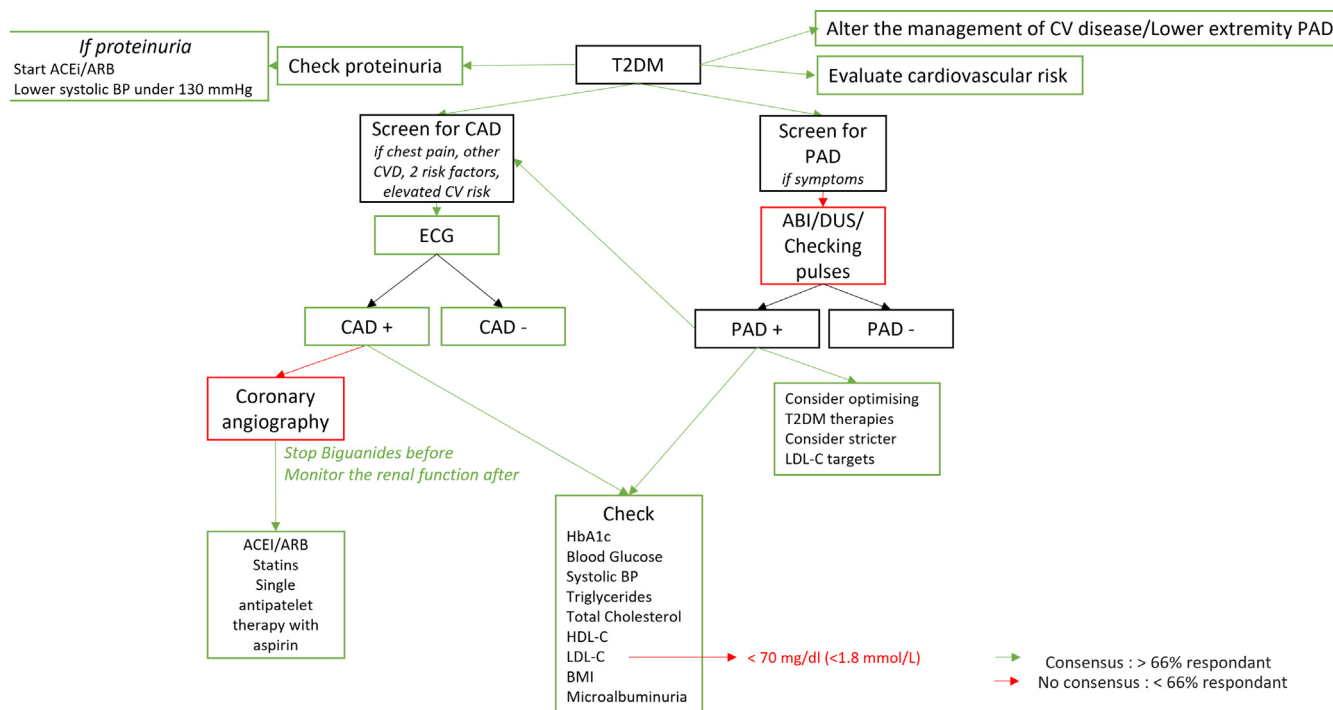 If proteinuria
Start ACEi/ARB
Lower systolic BP under 130 mmHg
Check proteinuria
T2DM
Alter the management of CV disease/Lower extremity PAD
Evaluate cardiovascular risk
Screen for CAD
if chest pain, other
CVD, 2 risk factors,
elevated CV risk
Screen for
PAD
if symptoms
ECG
ABI/DUS/
Checking
pulses
CAD +
CAD -
PAD +
PAD -
Coronary
angiography
Stop Biguanides before
Monitor the renal function after
Consider optimising
T2DM therapies
Consider stricter
LDL-C targets
ACEI/ARB
Statins
Single
antipatelet
therapy with
aspirin
Check
HbA1c
Blood Glucose
Systolic BP
Triglycerides
Total Cholesterol
HDL-C
LDL-C
BMI
Microalbuminuria
< 70 mg/dl (<1.8 mmol/L)
Consensus : > 66% respondant
No consensus : < 66% respondant